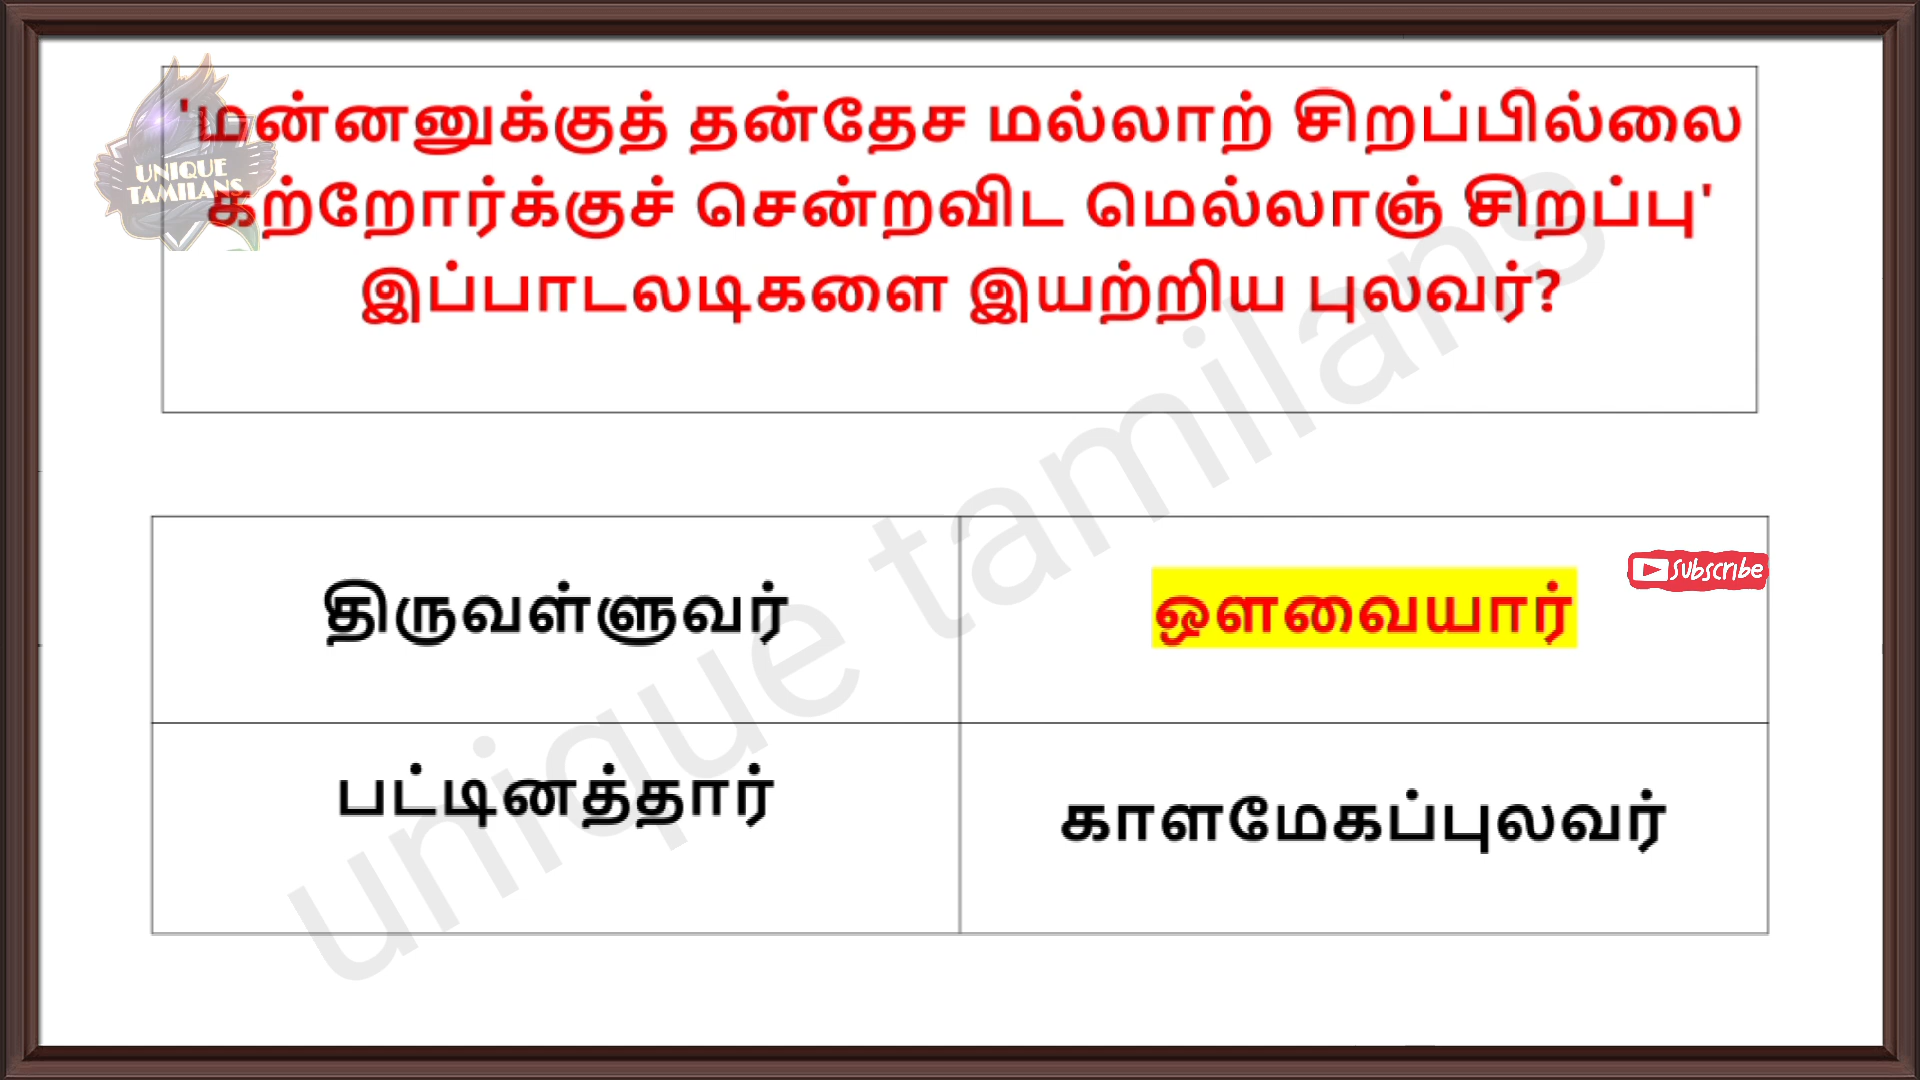 'மன்னனுக்குத் தன்தேச மல்லாற் சிறப்பில்லை
கற்றோர்க்குச் சென்றவிட மெல்லாஞ் சிறப்பு'
இப்பாடலடிகளை இயற்றிய புலவர்?
UNIQUE
TAMILANS
திருவள்ளுவர்
ஔவையார்
Subscribe
பட்டினத்தார்
காளமேகப்புலவர்
unique tamilans